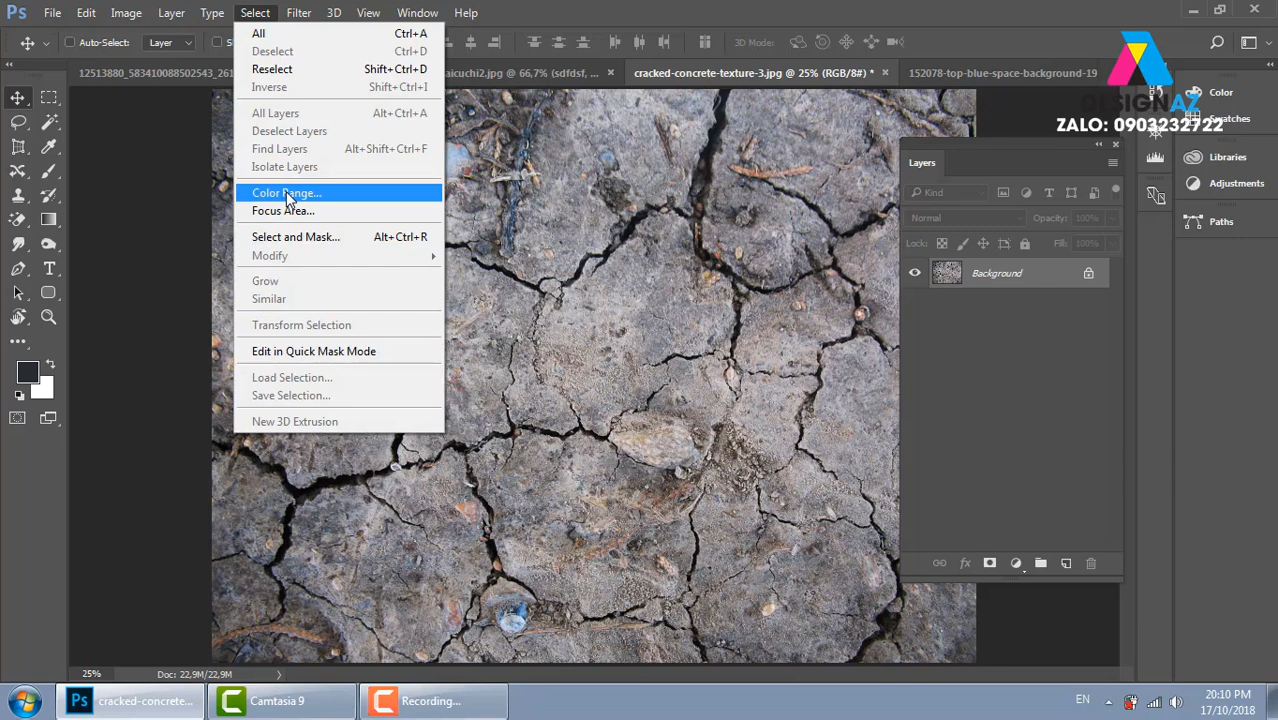 Ps File Edit Image Layer Type Select Filter 3D View Window Help
Auto-Select: Layer 3D Mode:
12513880_583410088502543_261 aicuchi2.jpg @ 66,7% (sdfdsf, cracked-concrete-texture-3.jpg @ 25% (RGB/8#) * 152078-top-blue-space-background-19
All Ctrl+A
Deselect Ctrl+D
Reselect Shift+Ctrl+D
Inverse Shift+Ctrl+I
All Layers Alt+Ctrl+A
Deselect Layers
Find Layers Alt+Shift+Ctrl+F
Isolate Layers
Color Range...
Focus Area...
Select and Mask... Alt+Ctrl+R
Modify
Grow
Similar
Transform Selection
Edit in Quick Mask Mode
Load Selection...
Save Selection...
New 3D Extrusion
DESIGNAZ
ZALO: 0903232722
Color
Swatches
Libraries
Adjustments
Paths
Layers
Kind
Normal Opacity: 100%
Lock: Fill: 100%
Background
25% Doc: 22,9M/22,9M
Ps cracked-concrete... Camtasia 9 Recording...
EN 20:10 PM
17/10/2018